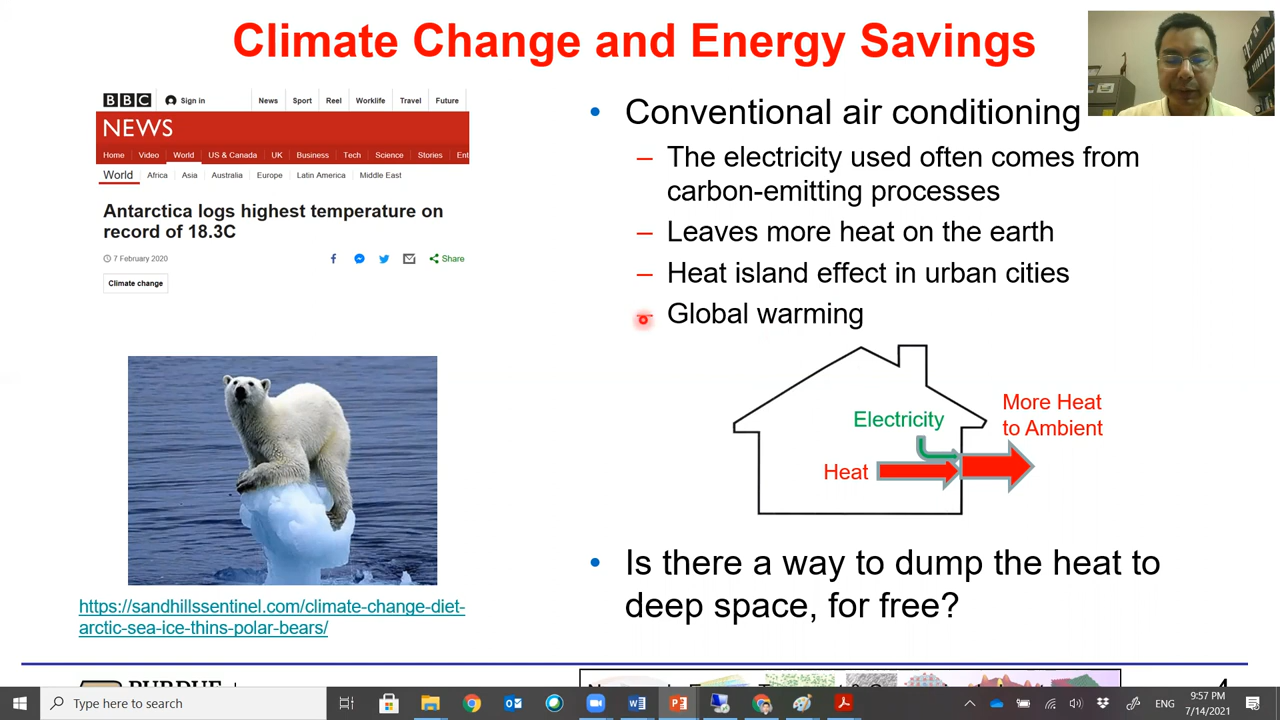 Climate Change and Energy Savings
BBC Sign in News Sport Reel Worklife Travel Future
NEWS
Home Video World US & Canada UK Business Tech Science Stories Ent
World Africa Asia Australia Europe Latin America Middle East
Antarctica logs highest temperature on
record of 18.3C
7 February 2020
Share
Climate change
https://sandhillssentinel.com/climate-change-diet-
arctic-sea-ice-thins-polar-bears/
• Conventional air conditioning
– The electricity used often comes from
carbon-emitting processes
– Leaves more heat on the earth
– Heat island effect in urban cities
– Global warming
Electricity
Heat
More Heat
to Ambient
• Is there a way to dump the heat to
deep space, for free?
PURDUE
4
Type here to search
ENG
9:57 PM
7/14/2021